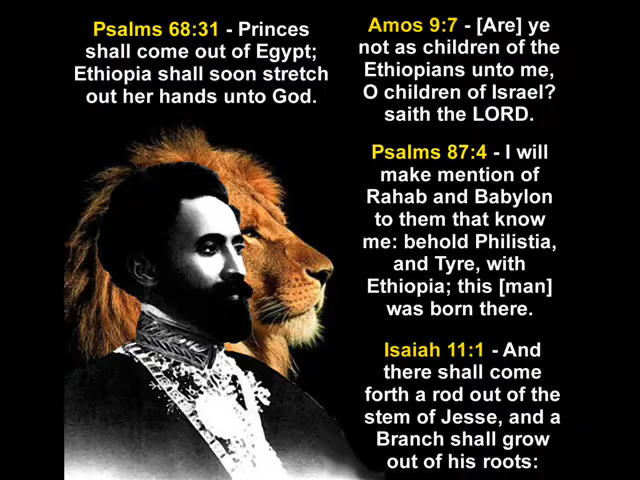 Psalms 68:31 - Princes
shall come out of Egypt;
Ethiopia shall soon stretch
out her hands unto God.
Amos 9:7 - [Are] ye
not as children of the
Ethiopians unto me,
O children of Israel?
saith the LORD.
Psalms 87:4 - I will
make mention of
Rahab and Babylon
to them that know
me: behold Philistia,
and Tyre, with
Ethiopia; this [man]
was born there.
Isaiah 11:1 - And
there shall come
forth a rod out of the
stem of Jesse, and a
Branch shall grow
out of his roots: